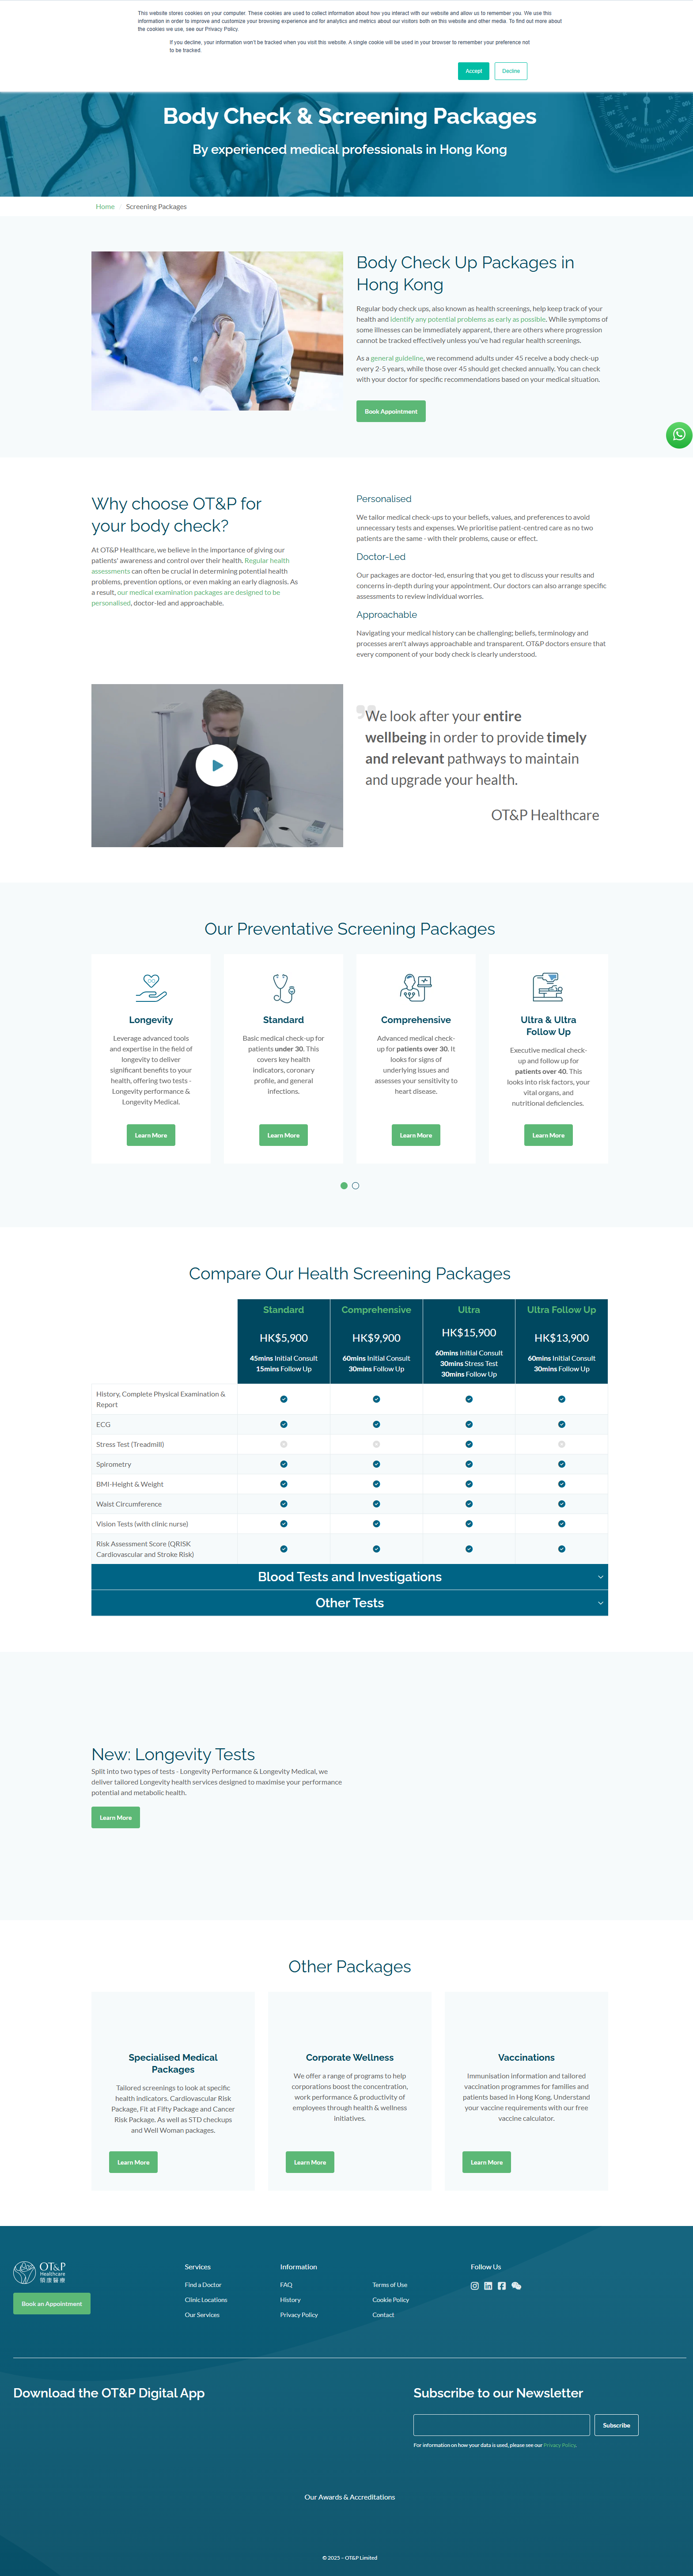 This website stores cookies on your computer. These cookies are used to collect information about how you interact with our website and allow us to remember you. We use this
information in order to improve and customize your browsing experience and for analytics and metrics about our visitors both on this website and other media. To find out more about
the cookies we use, see our Privacy Policy.
If you decline, your information won't be tracked when you visit this website. A single cookie will be used in your browser to remember your preference not
to be tracked.
Accept
Decline
Body Check & Screening Packages
By experienced medical professionals in Hong Kong
Home
Screening Packages
Body Check Up Packages in
Hong Kong
Regular body check ups, also known as health screenings, help keep track of your
health and identify any potential problems as early as possible. While symptoms of
some illnesses can be immediately apparent, there are others where progression
cannot be tracked effectively unless you've had regular health screenings.
As a general guideline, we recommend adults under 45 receive a body check-up
every 2-5 years, while those over 45 should get checked annually. You can check
with your doctor for specific recommendations based on your medical situation.
Book Appointment
Why choose OT&P for
your body check?
At OT&P Healthcare, we believe in the importance of giving our
patients' awareness and control over their health. Regular health
assessments can often be crucial in determining potential health
problems, prevention options, or even making an early diagnosis. As
a result, our medical examination packages are designed to be
personalised, doctor-led and approachable.
Personalised
We tailor medical check-ups to your beliefs, values, and preferences to avoid
unnecessary tests and expenses. We prioritise patient-centred care as no two
patients are the same - with their problems, cause or effect.
Doctor-Led
Our packages are doctor-led, ensuring that you get to discuss your results and
concerns in-depth during your appointment. Our doctors can also arrange specific
assessments to review individual worries.
Approachable
Navigating your medical history can be challenging; beliefs, terminology and
processes aren't always approachable and transparent. OT&P doctors ensure that
every component of your body check is clearly understood.
We look after your entire
wellbeing in order to provide timely
and relevant pathways to maintain
and upgrade your health.
OT&P Healthcare
Our Preventative Screening Packages
Longevity
Leverage advanced tools
and expertise in the field of
longevity to deliver
significant benefits to your
health, offering two tests -
Longevity performance &
Longevity Medical.
Learn More
Standard
Basic medical check-up for
patients under 30. This
covers key health
indicators, coronary
profile, and general
infections.
Learn More
Comprehensive
Advanced medical check-
up for patients over 30. It
looks for signs of
underlying issues and
assesses your sensitivity to
heart disease.
Learn More
Ultra & Ultra
Follow Up
Executive medical check-
up and follow up for
patients over 40. This
looks into risk factors, your
vital organs, and
nutritional deficiencies.
Learn More
Compare Our Health Screening Packages
Standard
Comprehensive
Ultra
Ultra Follow Up
HK$5,900
HK$9,900
HK$15,900
HK$13,900
45mins Initial Consult
15mins Follow Up
60mins Initial Consult
30mins Follow Up
60mins Initial Consult
30mins Stress Test
30mins Follow Up
60mins Initial Consult
30mins Follow Up
History, Complete Physical Examination &
Report
ECG
Stress Test (Treadmill)
Spirometry
BMI-Height & Weight
Waist Circumference
Vision Tests (with clinic nurse)
Risk Assessment Score (QRISK
Cardiovascular and Stroke Risk)
Blood Tests and Investigations
Other Tests
New: Longevity Tests
Split into two types of tests - Longevity Performance & Longevity Medical, we
deliver tailored Longevity health services designed to maximise your performance
potential and metabolic health.
Learn More
Other Packages
Specialised Medical
Packages
Tailored screenings to look at specific
health indicators. Cardiovascular Risk
Package, Fit at Fifty Package and Cancer
Risk Package. As well as STD checkups
and Well Woman packages.
Learn More
Corporate Wellness
We offer a range of programs to help
corporations boost the concentration,
work performance & productivity of
employees through health & wellness
initiatives.
Learn More
Vaccinations
Immunisation information and tailored
vaccination programmes for families and
patients based in Hong Kong. Understand
your vaccine requirements with our free
vaccine calculator.
Learn More
OT&P
Healthcare
Book an Appointment
Services
Find a Doctor
Clinic Locations
Our Services
Information
FAQ
History
Privacy Policy
Terms of Use
Cookie Policy
Contact
Follow Us
Download the OT&P Digital App
Subscribe to our Newsletter
Subscribe
For information on how your data is used, please see our Privacy Policy.
Our Awards & Accreditations
© 2025 – OT&P Limited